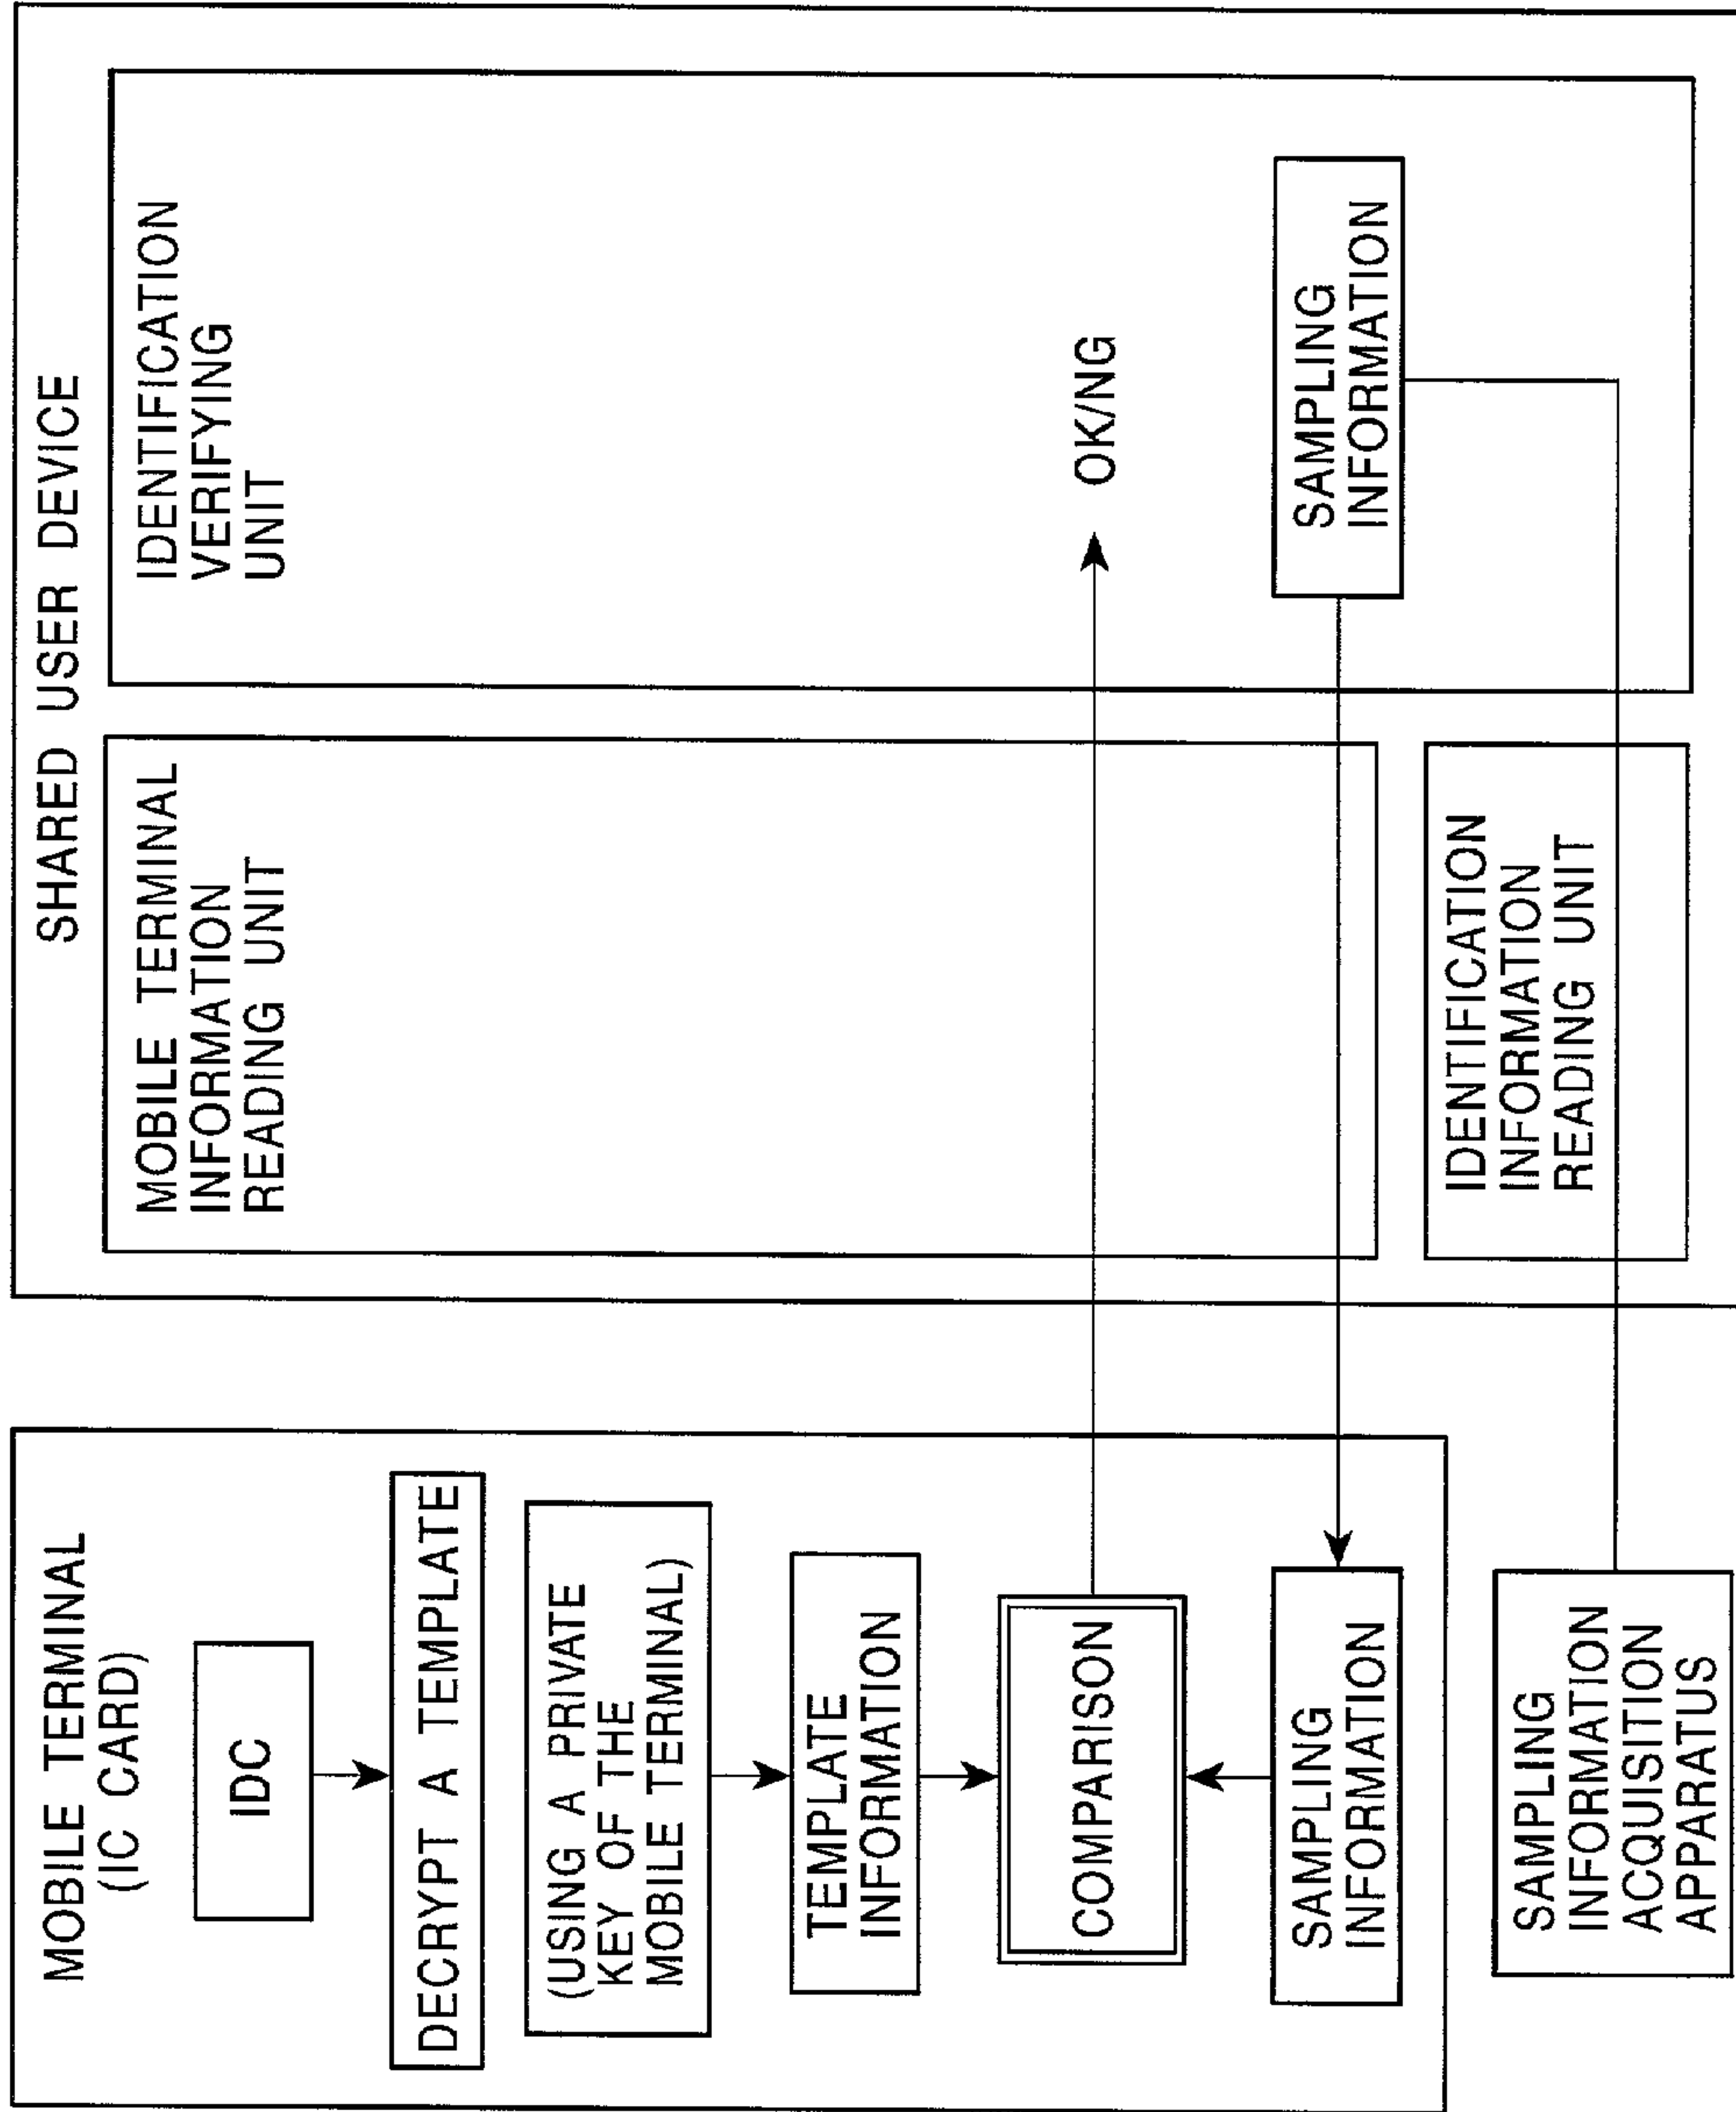 MOBILE TERMINAL
(IC CARD)
IDC
DECRYPT A TEMPLATE
(USING A PRIVATE
KEY OF THE
MOBILE TERMINAL)
TEMPLATE
INFORMATION
COMPARISON
SAMPLING
INFORMATION
SAMPLING
INFORMATION
ACQUISITION
APPARATUS
SHARED USER DEVICE
MOBILE TERMINAL
INFORMATION
READING UNIT
IDENTIFICATION
INFORMATION
READING UNIT
IDENTIFICATION
VERIFYING
UNIT
OK/NG
SAMPLING
INFORMATION